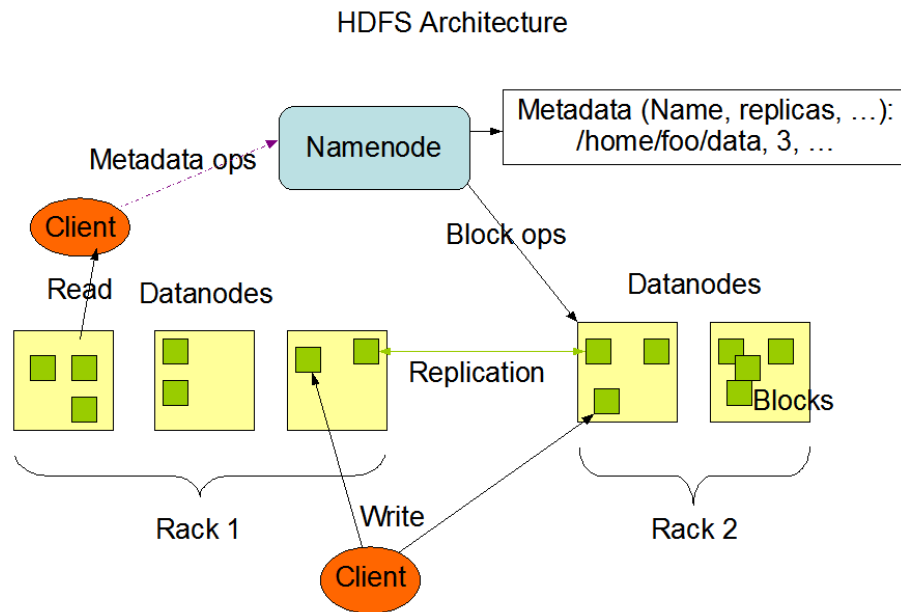 HDFS Architecture
Metadata (Name, replicas, …):
/home/foo/data, 3, …
Namenode
Metadata ops
Client
Block ops
Read
Datanodes
Datanodes
Replication
Blocks
Rack 1
Write
Rack 2
Client